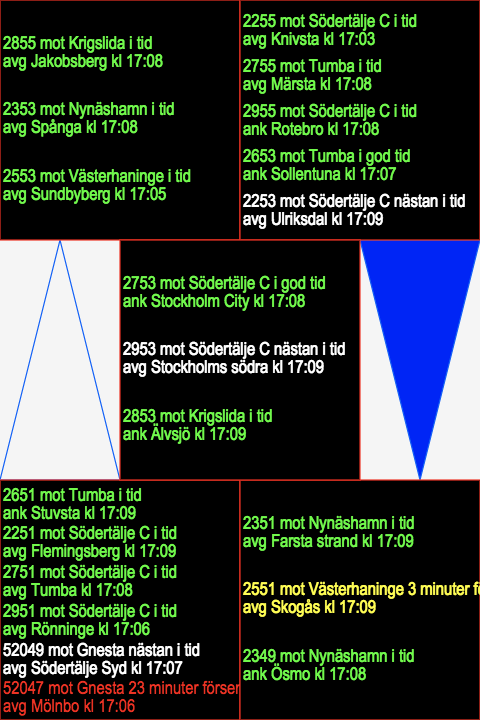 2855 mot Krigslida i tid
avg Jakobsberg kl 17:08
2353 mot Nynäshamn i tid
avg Spånga kl 17:08
2553 mot Västerhaninge i tid
avg Sundbyberg kl 17:05
2255 mot Södertälje C i tid
avg Knivsta kl 17:03
2755 mot Tumba i tid
avg Märsta kl 17:08
2955 mot Södertälje C i tid
ank Rotebro kl 17:08
2653 mot Tumba i god tid
ank Sollentuna kl 17:07
2253 mot Södertälje C nästan i tid
avg Ulriksdal kl 17:09
2753 mot Södertälje C i god tid
ank Stockholm City kl 17:08
2953 mot Södertälje C nästan i tid
avg Stockholms södra kl 17:09
2853 mot Krigslida i tid
ank Älvsjö kl 17:09
2651 mot Tumba i tid
ank Stuvsta kl 17:09
2251 mot Södertälje C i tid
avg Flemingsberg kl 17:09
2751 mot Södertälje C i tid
avg Tumba kl 17:08
2951 mot Södertälje C i tid
avg Rönninge kl 17:06
52049 mot Gnesta nästan i tid
avg Södertälje Syd kl 17:07
52047 mot Gnesta 23 minuter förser
avg Mölnbo kl 17:06
2351 mot Nynäshamn i tid
avg Farsta strand kl 17:09
2551 mot Västerhaninge 3 minuter fö
avg Skogås kl 17:09
2349 mot Nynäshamn i tid
ank Ösmo kl 17:08